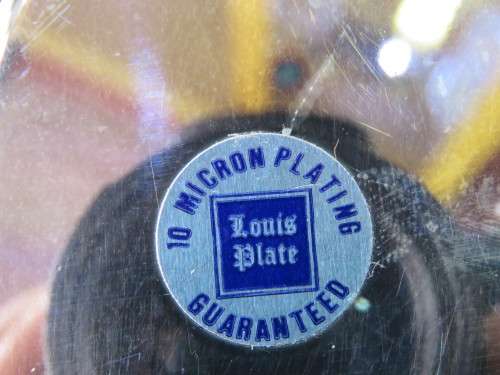 10 MICRON PLATING
Louis
Plate
GUARANTEED